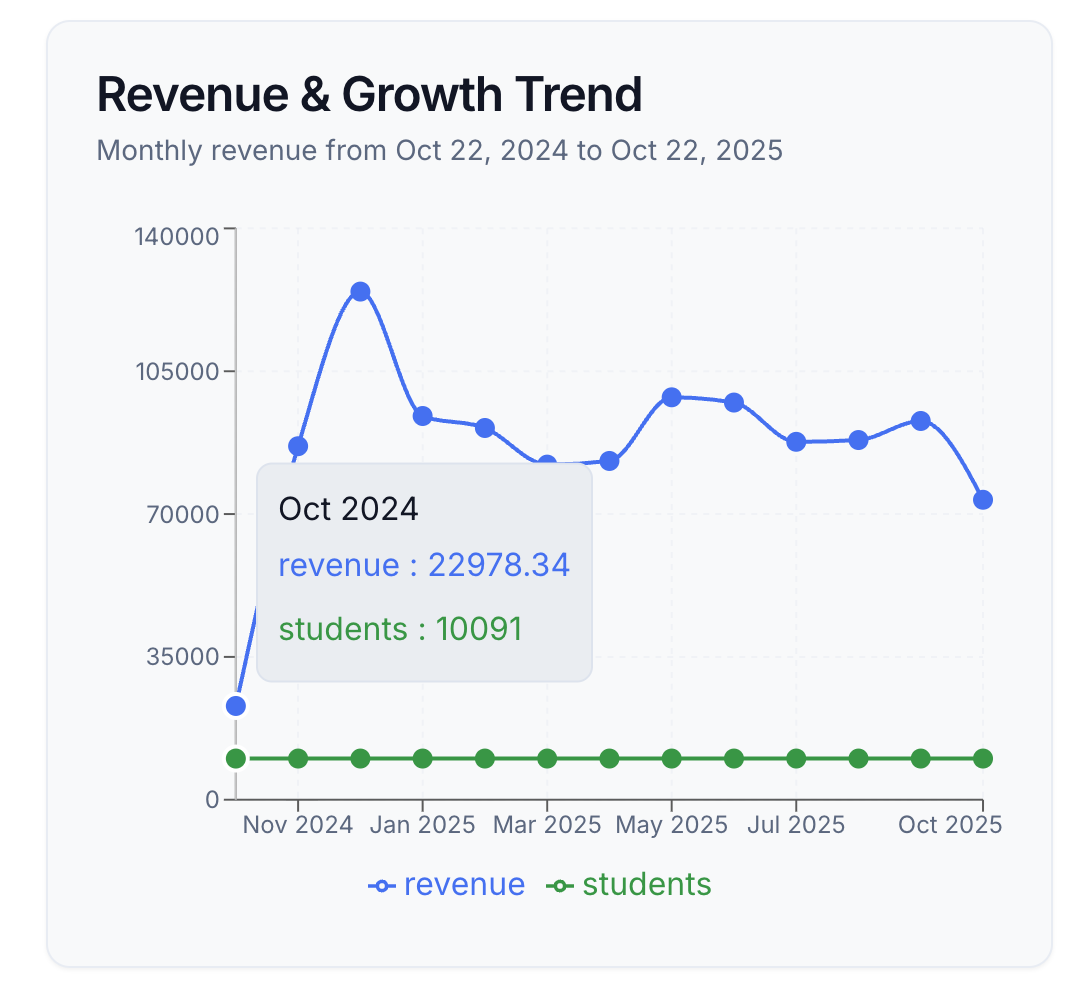 Revenue & Growth Trend
Monthly revenue from Oct 22, 2024 to Oct 22, 2025
140000
105000
70000
35000
0
Oct 2024
revenue : 22978.34
students : 10091
Nov 2024 Jan 2025 Mar 2025 May 2025 Jul 2025 Oct 2025
revenue students